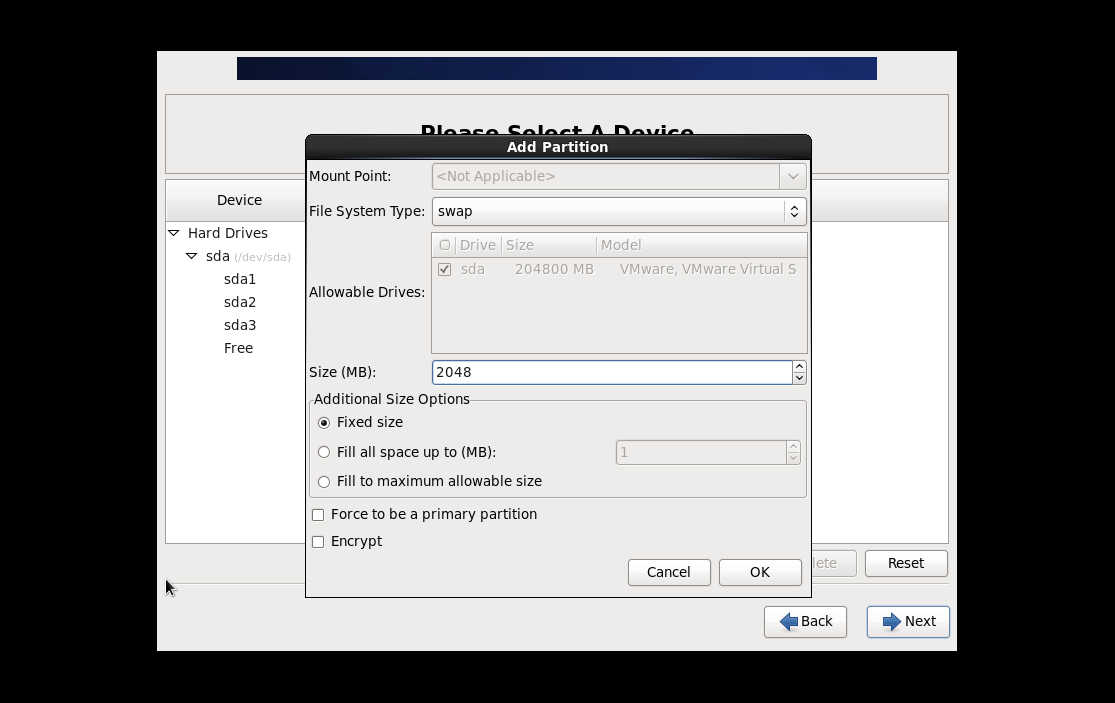 Please Select A Device
Add Partition
Mount Point: <Not Applicable>
File System Type: swap
Device
Drive Size Model
Hard Drives
sda (/dev/sda)
sda 204800 MB VMware, VMware Virtual S
sda1
Allowable Drives:
sda2
sda3
Free
Size (MB): 2048
Additional Size Options
Fixed size
Fill all space up to (MB): 1
Fill to maximum allowable size
Force to be a primary partition
Encrypt
Cancel OK
lete Reset
Back Next